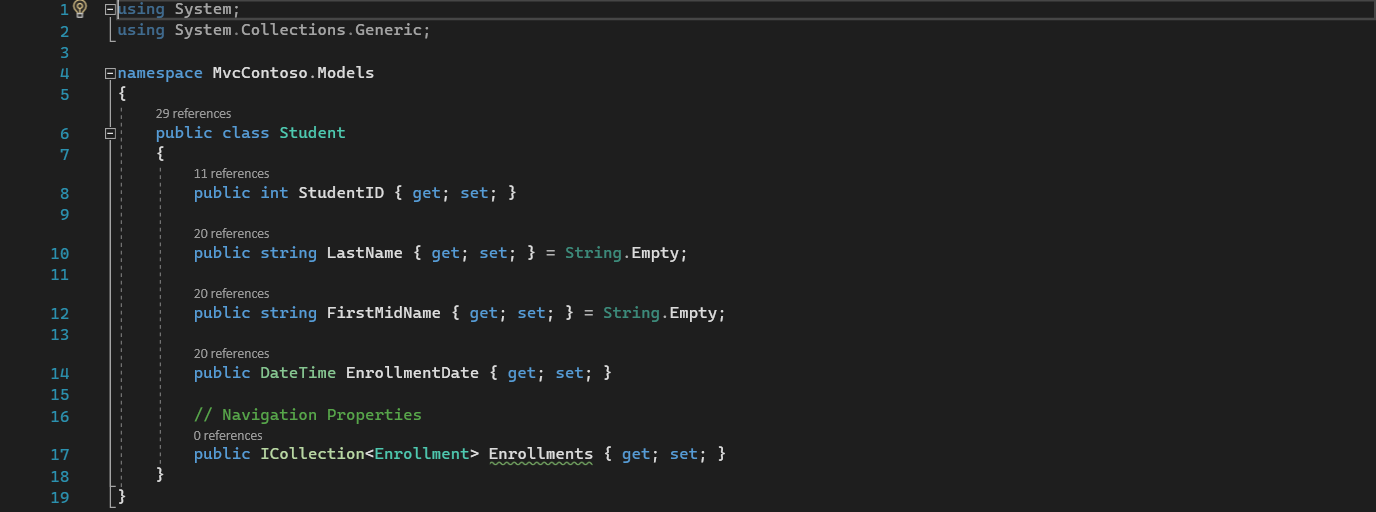 1 using System;
2 using System.Collections.Generic;
3
4 namespace MvcContoso.Models
5 {
29 references
6 public class Student
7 {
11 references
8 public int StudentID { get; set; }
9
20 references
10 public string LastName { get; set; } = String.Empty;
11
20 references
12 public string FirstMidName { get; set; } = String.Empty;
13
20 references
14 public DateTime EnrollmentDate { get; set; }
15
16 // Navigation Properties
0 references
17 public ICollection<Enrollment> Enrollments { get; set; }
18 }
19 }